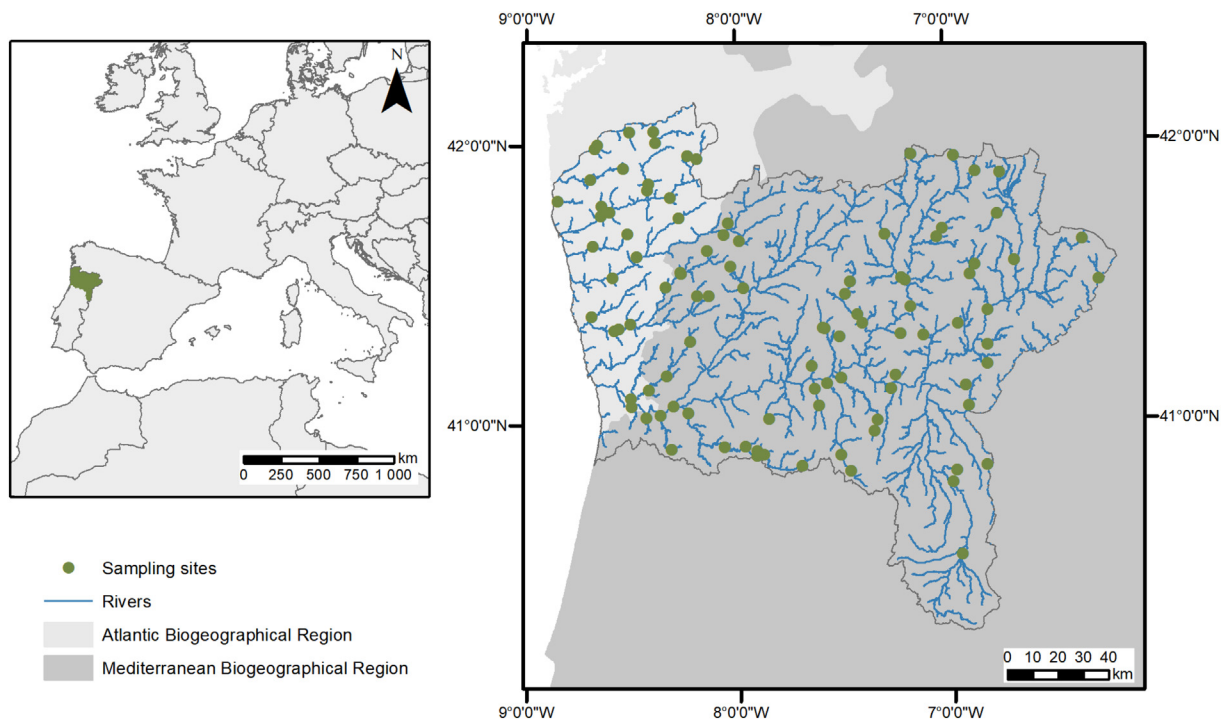 9°0'0"W 8°0'0"W 7°0'0"W
N
42°0'0"N 42°0'0"N
41°0'0"N 41°0'0"N
km
0 250 500 750 1 000
Sampling sites
Rivers
Atlantic Biogeographical Region
Mediterranean Biogeographical Region
0 10 20 30 40
km
9°0'0"W 8°0'0"W 7°0'0"W